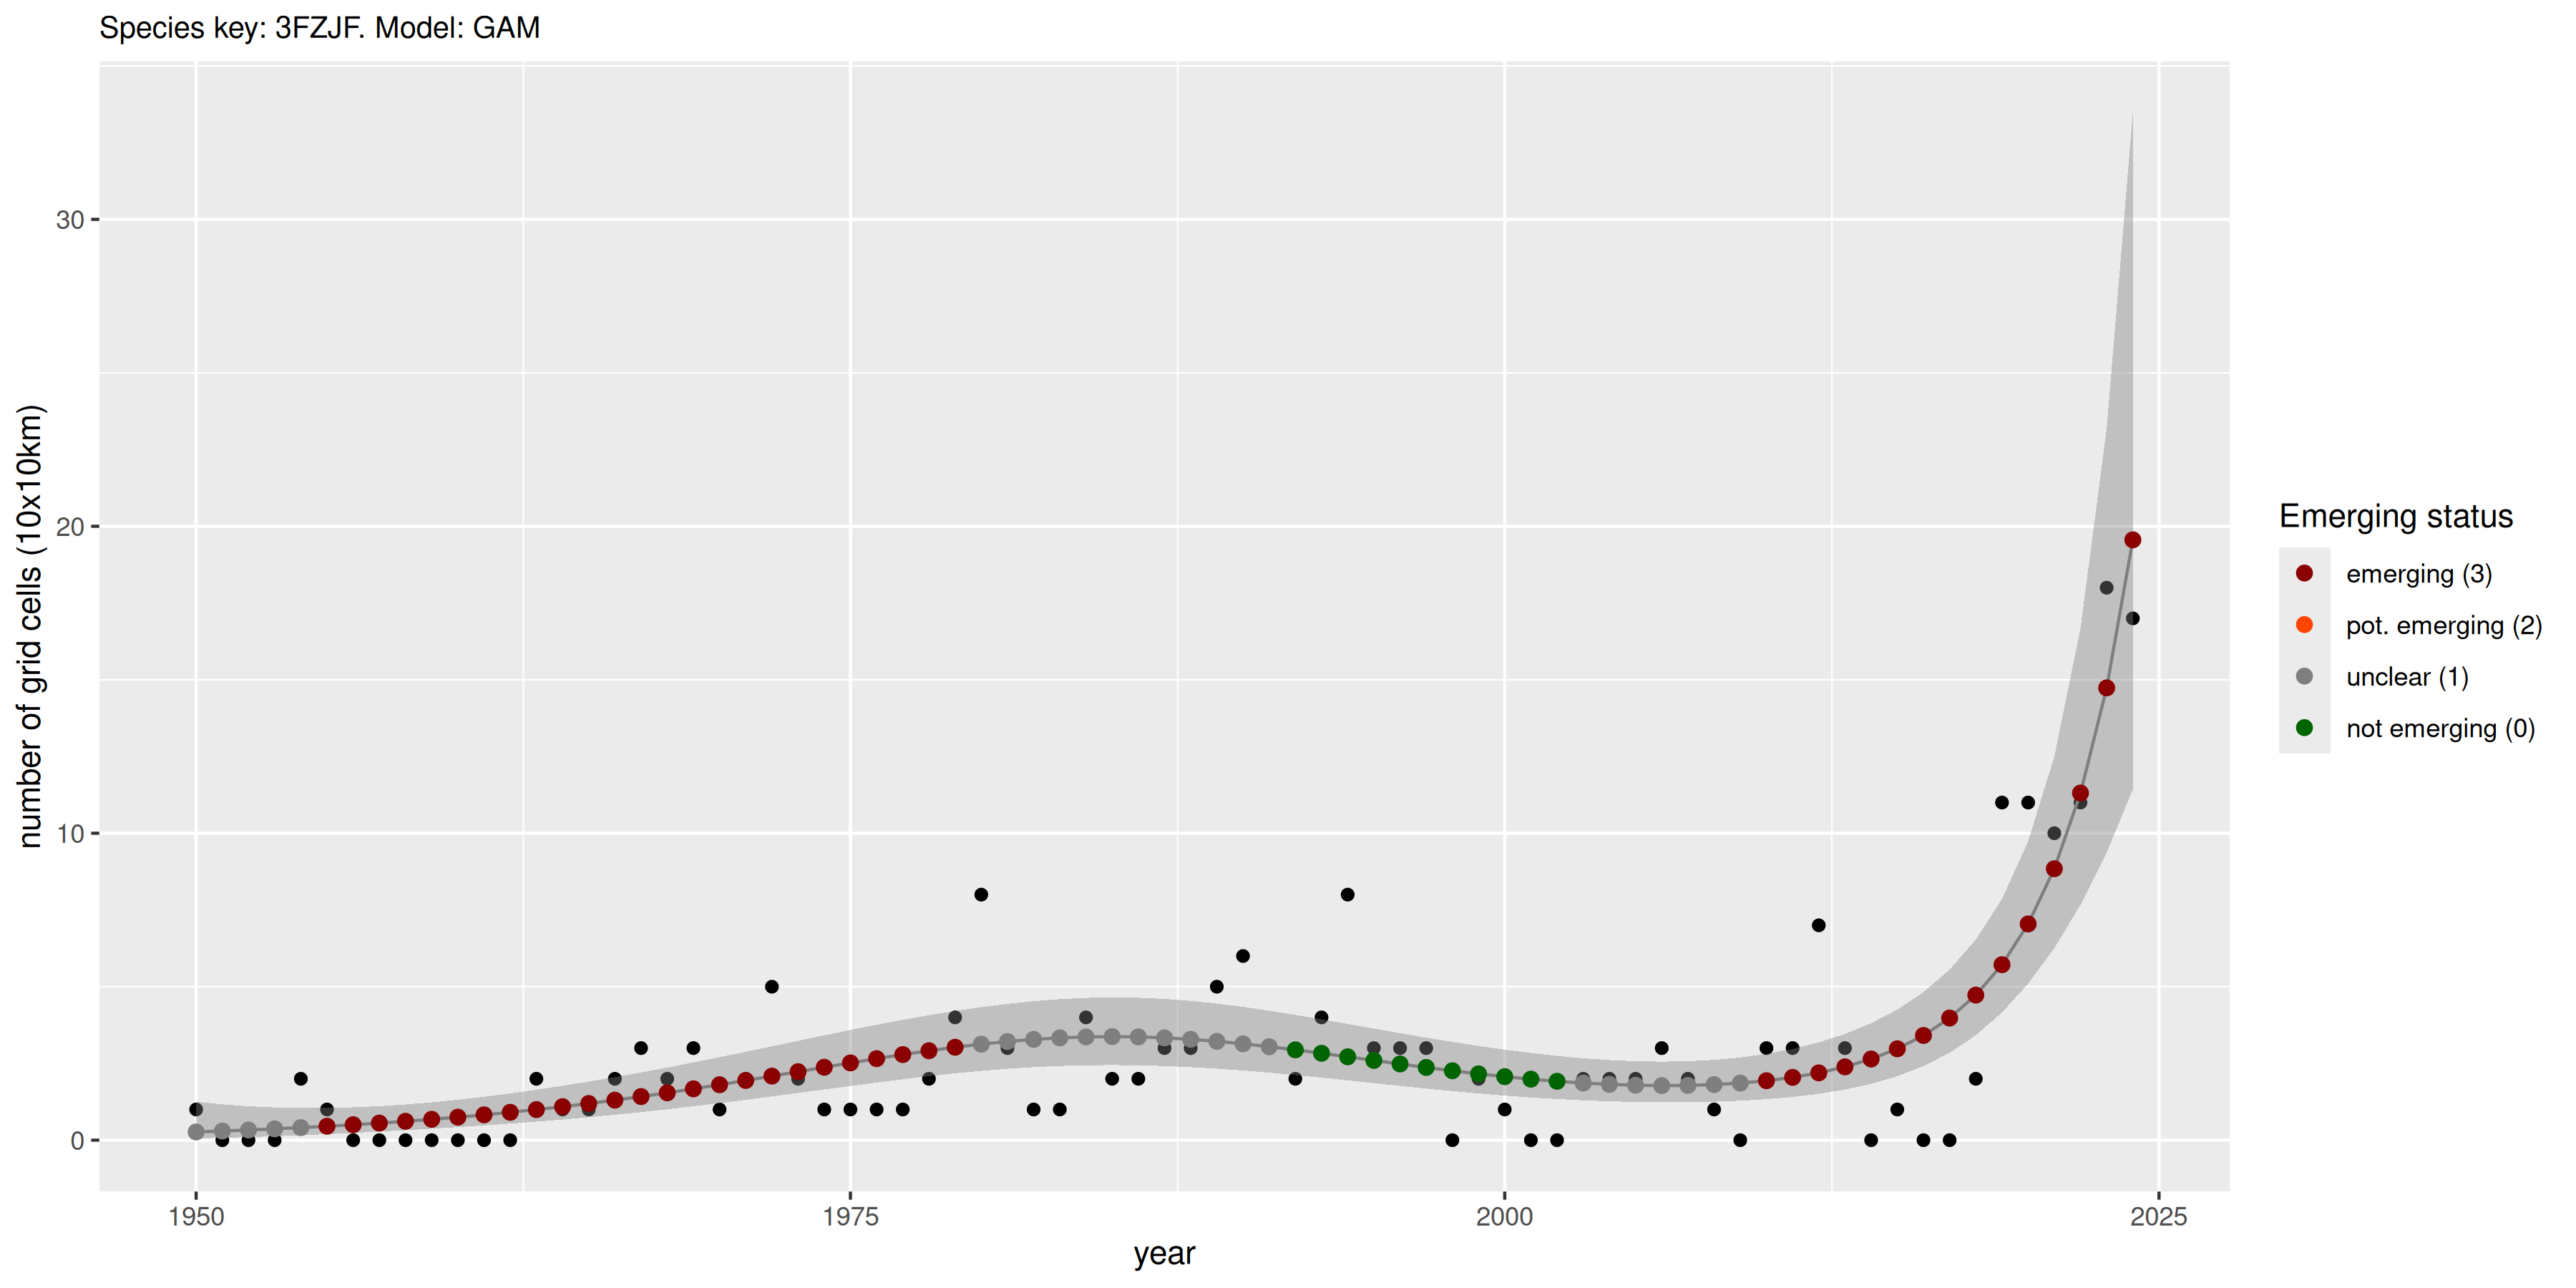 Species key: 3FZJF. Model: GAM
number of grid cells (10x10km)
30
20
10
0
1950
1975
2000
2025
year
Emerging status
emerging (3)
pot. emerging (2)
unclear (1)
not emerging (0)